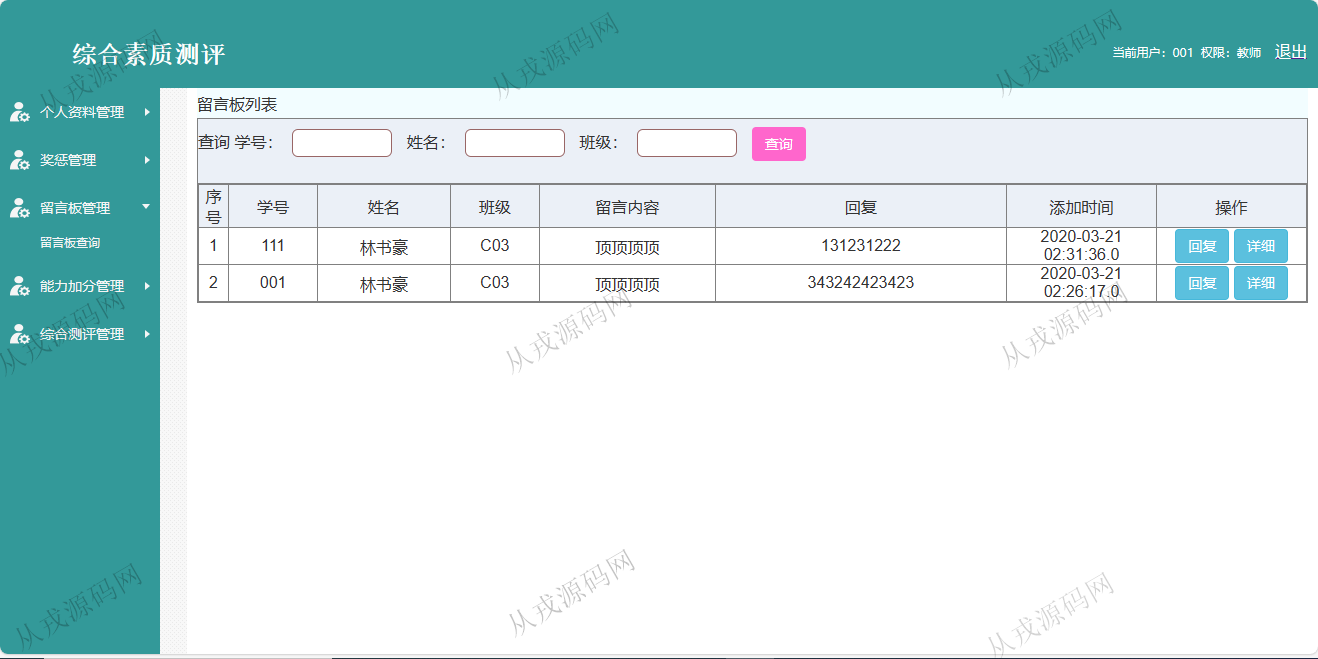 综合素质测评
当前用户：001 权限：教师 退出
个人资料管理
奖惩管理
留言板管理
留言板查询
能力加分管理
综合测评管理
留言板列表
查询 学号： 姓名： 班级： 查询
序号 学号 姓名 班级 留言内容 回复 添加时间 操作
1 111 林书豪 C03 顶顶顶顶 131231222 2020-03-21 02:31:36.0 回复 详细
2 001 林书豪 C03 顶顶顶顶 343242423423 2020-03-21 02:26:17.0 回复 详细
从戎源码网
从戎源码网
从戎源码网
从戎源码网
从戎源码网
从戎源码网
从戎源码网
从戎源码网
从戎源码网